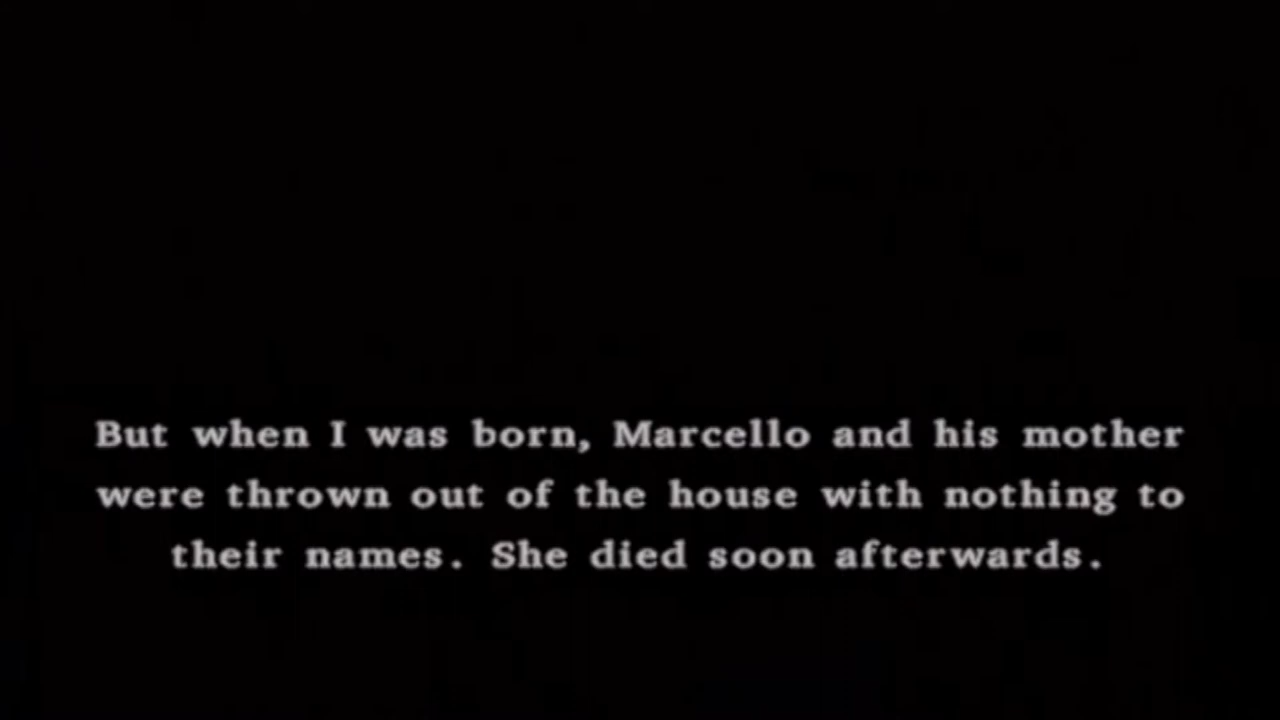 But when I was born, Marcello and his mother
were thrown out of the house with nothing to
their names. She died soon afterwards.